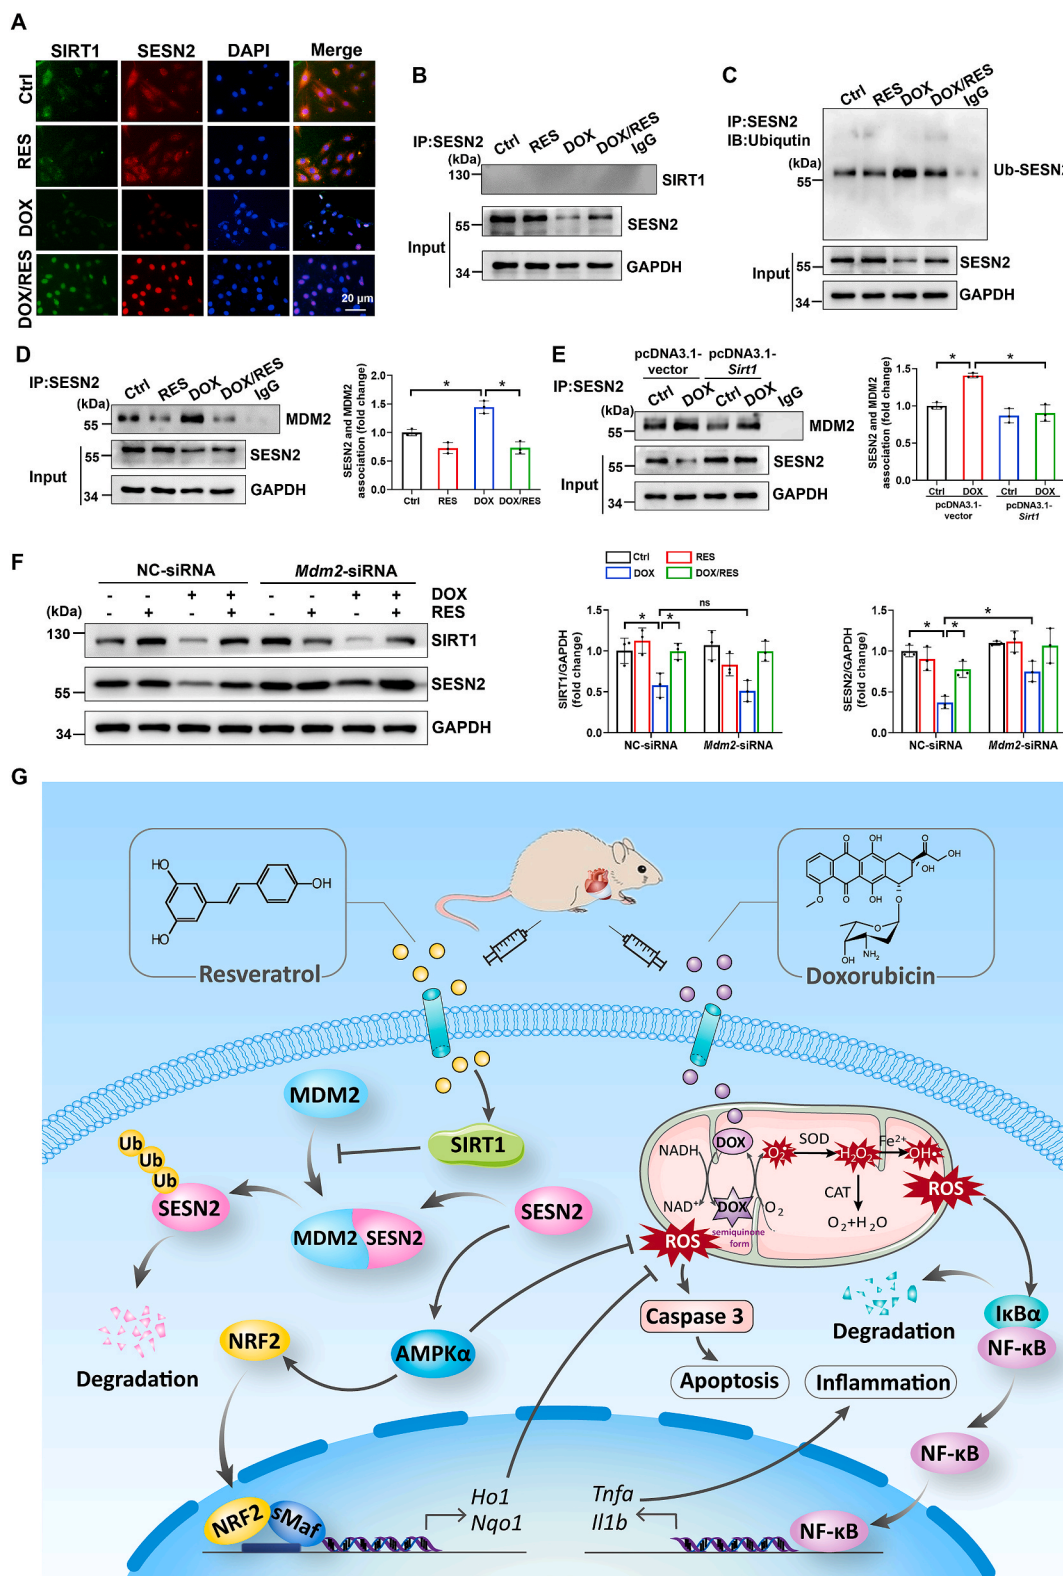 A
SIRT1 SESN2 DAPI Merge
Ctrl
RES
DOX
DOX/RES
20 μm
B
IP:SESN2 Ctrl RES DOX DOX/RES IgG
(kDa)
130
SIRT1
55
SESN2
Input
34
GAPDH
C
Ctrl RES DOX DOX/RES IgG
IP:SESN2
IB:Ubiqutin
(kDa)
55
Ub-SESN2
55
SESN2
Input
34
GAPDH
D
IP:SESN2 Ctrl RES DOX DOX/RES IgG
(kDa)
55
MDM2
55
SESN2
Input
34
GAPDH
SESN2 and MDM2
association (fold change)
2.0
1.5
1.0
0.5
0.0
* *
Ctrl RES DOX DOX/RES
E
pcDNA3.1- pcDNA3.1-
vector Sirt1
IP:SESN2 Ctrl DOX Ctrl DOX IgG
(kDa)
55
MDM2
55
SESN2
Input
34
GAPDH
SESN2 and MDM2
association (fold change)
1.5
1.0
0.5
0.0
* *
Ctrl DOX Ctrl DOX
pcDNA3.1- pcDNA3.1-
vector Sirt1
F
NC-siRNA Mdm2-siRNA
- - + + - - + + DOX
(kDa) - + - + - + - + RES
130
SIRT1
55
SESN2
34
GAPDH
Ctrl RES
DOX DOX/RES
SIRT1/GAPDH
(fold change)
1.5
1.0
0.5
0.0
* * ns
NC-siRNA Mdm2-siRNA
SESN2/GAPDH
(fold change)
1.5
1.0
0.5
0.0
* * *
NC-siRNA Mdm2-siRNA
G
HO
OH
HO
Resveratrol
O OH O
OH
OH
O
O OH
O
O
OH NH2
Doxorubicin
MDM2
SIRT1
Ub
Ub
Ub
SESN2
MDM2 SESN2
SESN2
Degradation
NRF2
AMPKα
NADH
DOX
NAD+
DOX
semiquinone
form
O2
O2-
SOD
H2O2
Fe2+
OH•
CAT
O2+H2O
ROS
ROS
Caspase 3
Apoptosis
Degradation
IκBα
NF-κB
Inflammation
NF-κB
NRF2 sMaf
Ho1
Nqo1
Tnfa
Il1b
NF-κB